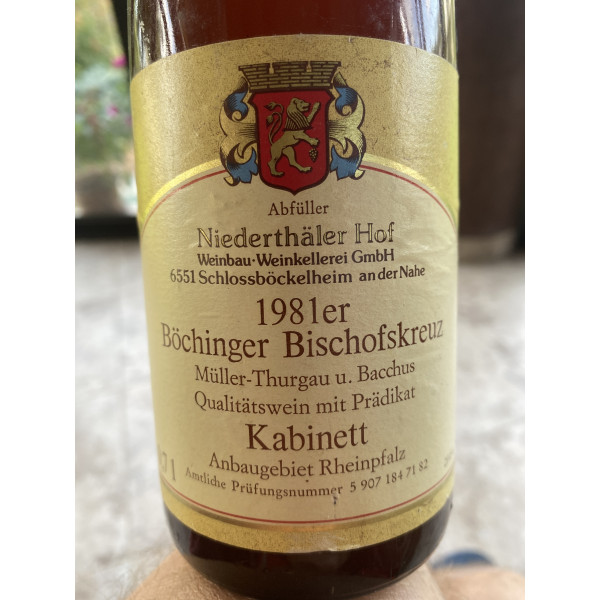 Abfüller
Niederthäler Hof
Weinbau-Weinkellerei GmbH
6551 Schlossböckelheim an der Nahe
1981er
Böchinger Bischofskreuz
Müller-Thurgau u. Bacchus
Qualitätswein mit Prädikat
Kabinett
Anbaugebiet Rheinpfalz
7 l
Amtliche Prüfungsnummer 5 907 184 71 82